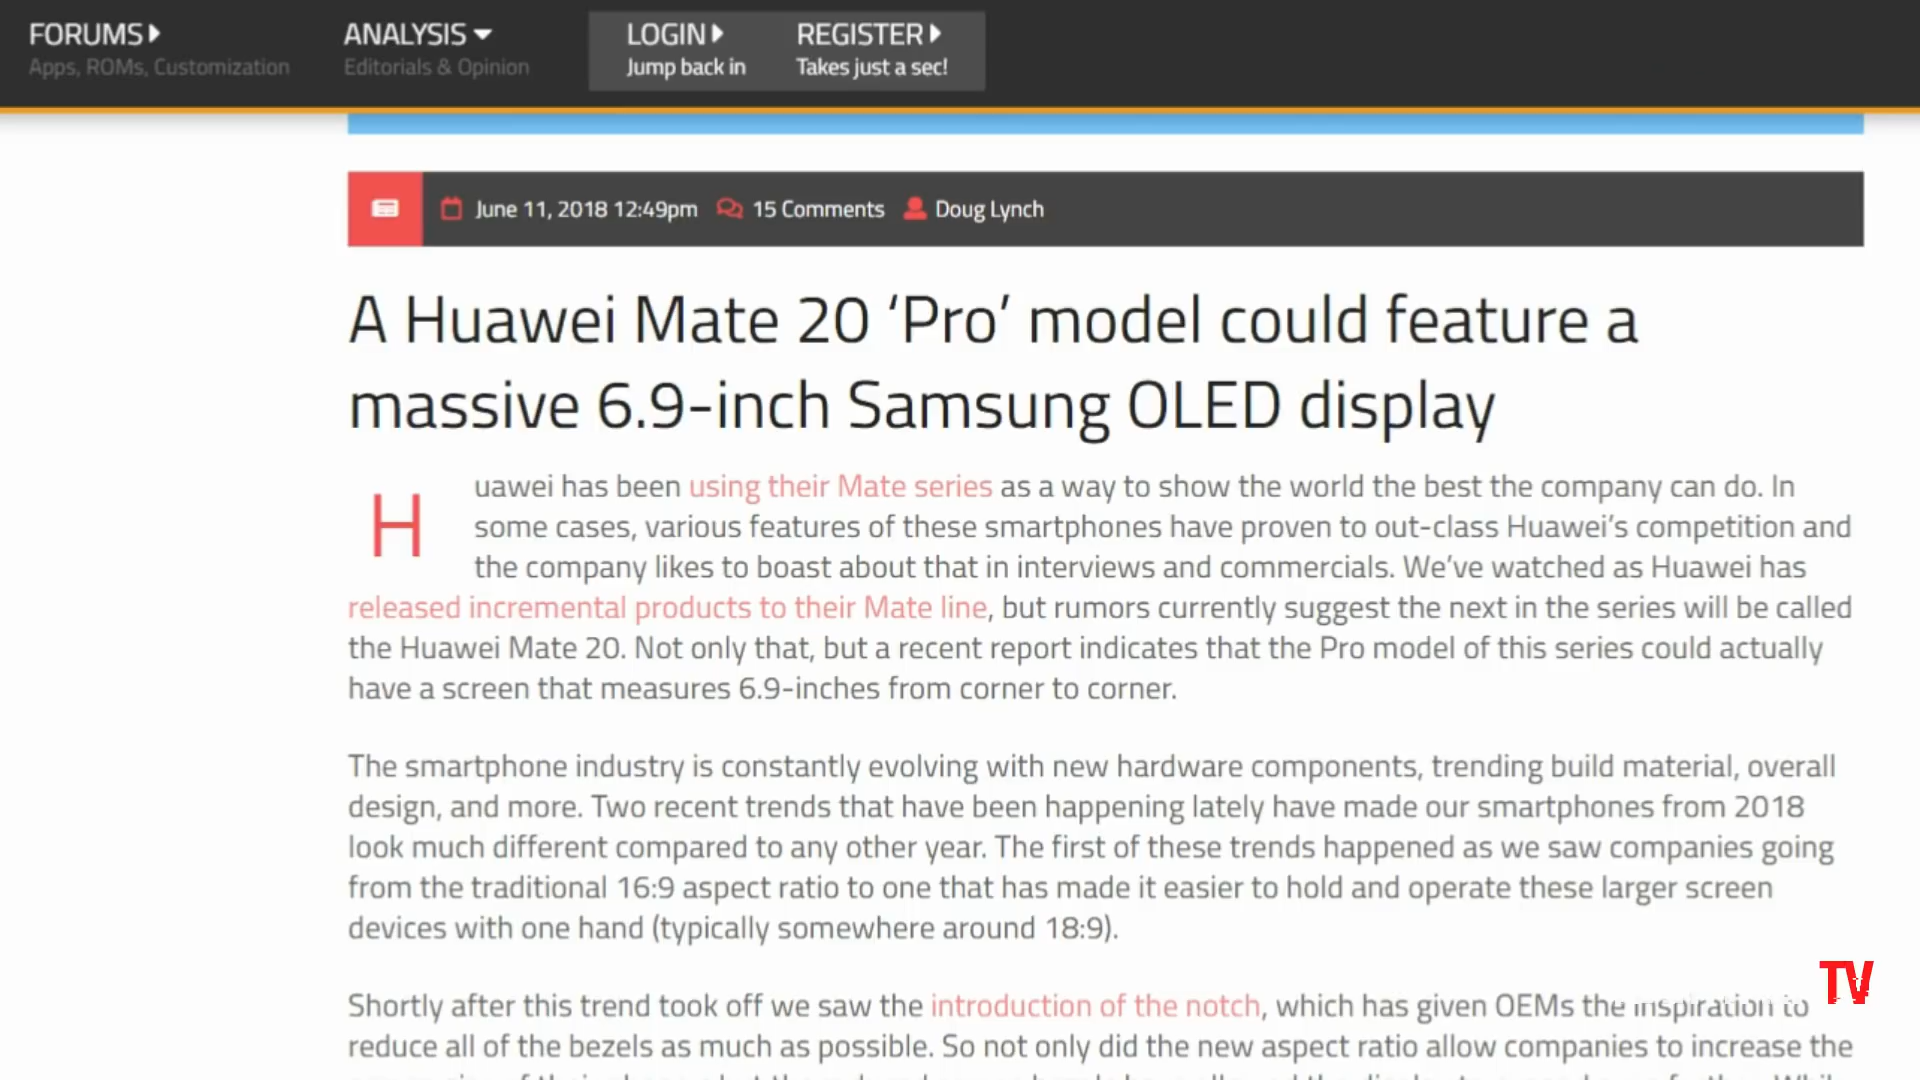 FORUMS
Apps, ROMs, Customization
ANALYSIS
Editorials & Opinion
LOGIN
Jump back in
REGISTER
Takes just a sec!
June 11, 2018 12:49pm 15 Comments Doug Lynch
A Huawei Mate 20 ‘Pro’ model could feature a
massive 6.9-inch Samsung OLED display
Huawei has been using their Mate series as a way to show the world the best the company can do. In
some cases, various features of these smartphones have proven to out-class Huawei’s competition and
the company likes to boast about that in interviews and commercials. We’ve watched as Huawei has
released incremental products to their Mate line, but rumors currently suggest the next in the series will be called
the Huawei Mate 20. Not only that, but a recent report indicates that the Pro model of this series could actually
have a screen that measures 6.9-inches from corner to corner.
The smartphone industry is constantly evolving with new hardware components, trending build material, overall
design, and more. Two recent trends that have been happening lately have made our smartphones from 2018
look much different compared to any other year. The first of these trends happened as we saw companies going
from the traditional 16:9 aspect ratio to one that has made it easier to hold and operate these larger screen
devices with one hand (typically somewhere around 18:9).
Shortly after this trend took off we saw the introduction of the notch, which has given OEMs the inspiration to
reduce all of the bezels as much as possible. So not only did the new aspect ratio allow companies to increase the
TV